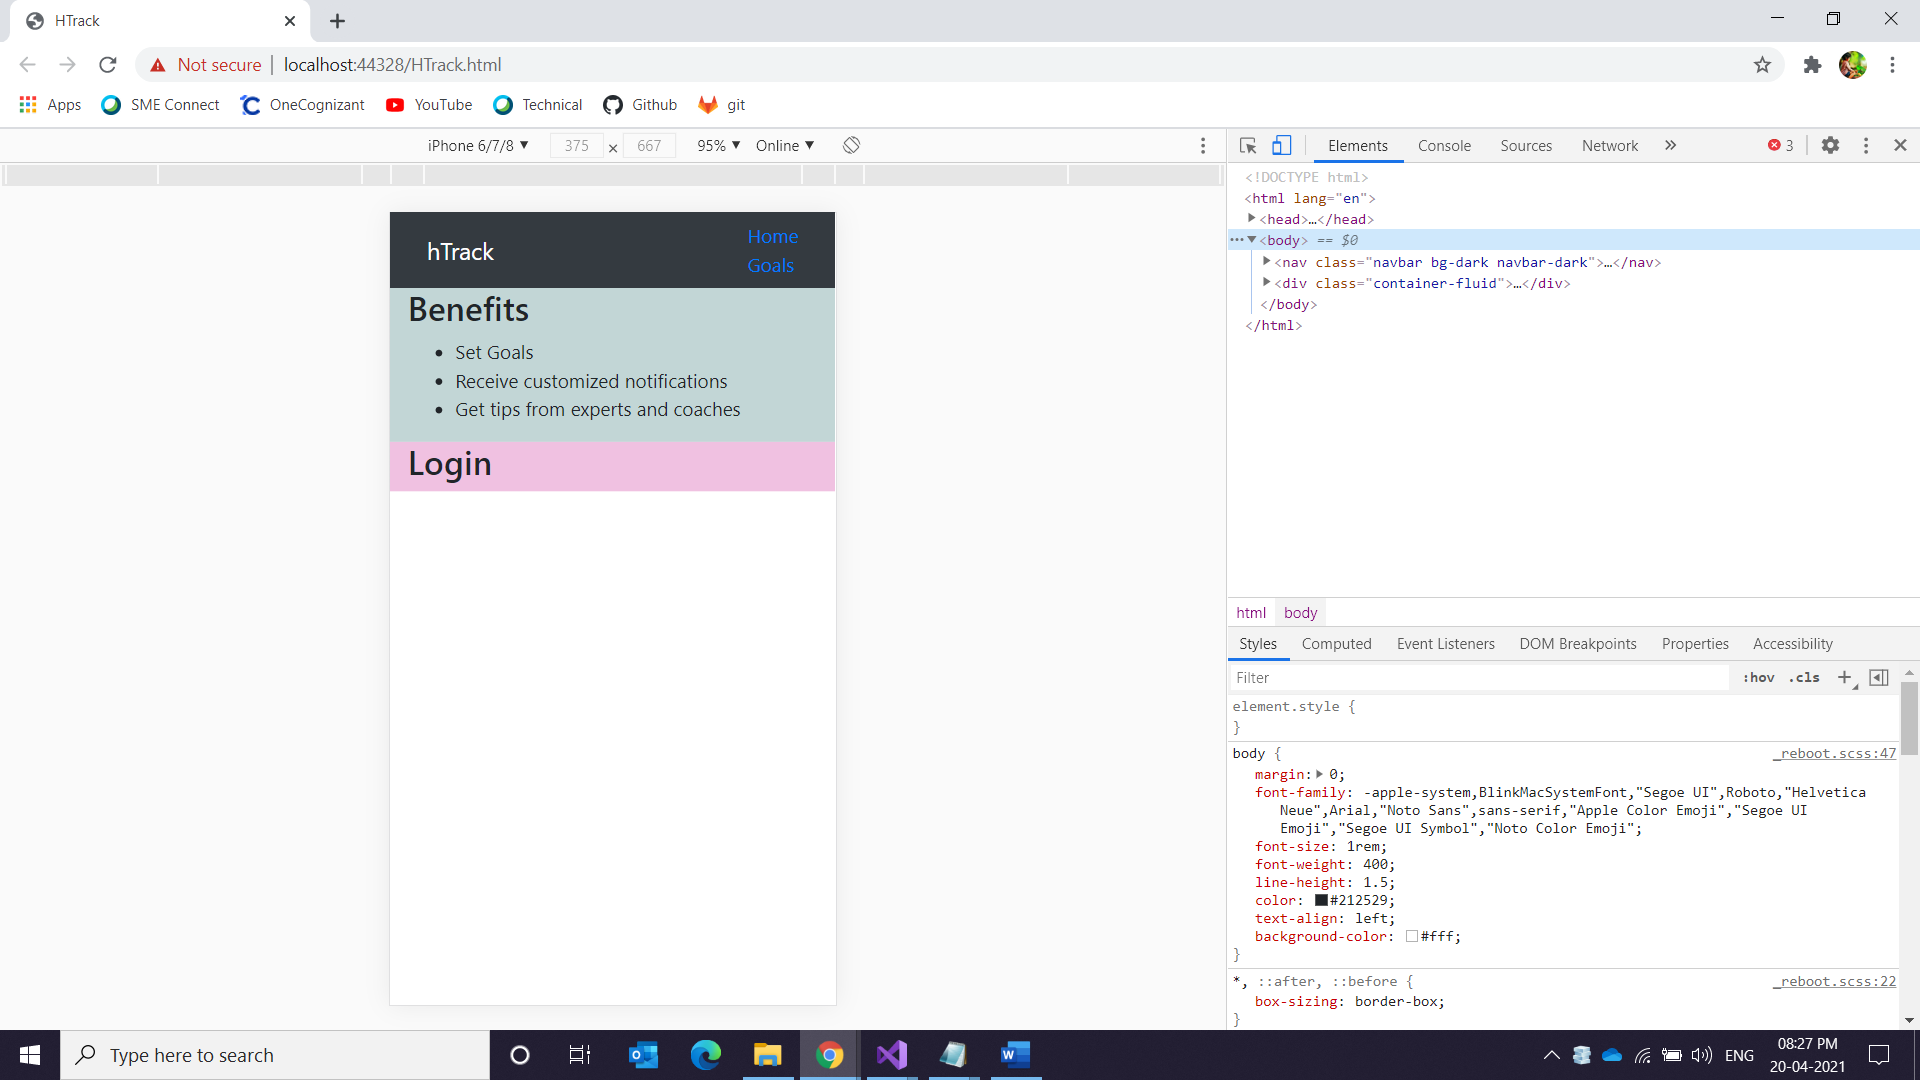 HTrack
Not secure | localhost:44328/HTrack.html
Apps SME Connect OneCognizant YouTube Technical Github git
iPhone 6/7/8 ▼ 375 × 667 95% ▼ Online ▼
Elements Console Sources Network » 3
hTrack
Home
Goals
Benefits
• Set Goals
• Receive customized notifications
• Get tips from experts and coaches
Login
<!DOCTYPE html>
<html lang="en">
<head>…</head>
<body> == $0
<nav class="navbar bg-dark navbar-dark">…</nav>
<div class="container-fluid">…</div>
</body>
</html>
html body
Styles Computed Event Listeners DOM Breakpoints Properties Accessibility
Filter :hov .cls +
element.style {
}
body { _reboot.scss:47
margin: 0;
font-family: -apple-system,BlinkMacSystemFont,"Segoe UI",Roboto,"Helvetica
Neue",Arial,"Noto Sans",sans-serif,"Apple Color Emoji","Segoe UI
Emoji","Segoe UI Symbol","Noto Color Emoji";
font-size: 1rem;
font-weight: 400;
line-height: 1.5;
color: #212529;
text-align: left;
background-color: #fff;
}
*, ::after, ::before { _reboot.scss:22
box-sizing: border-box;
}
Type here to search
ENG
08:27 PM
20-04-2021